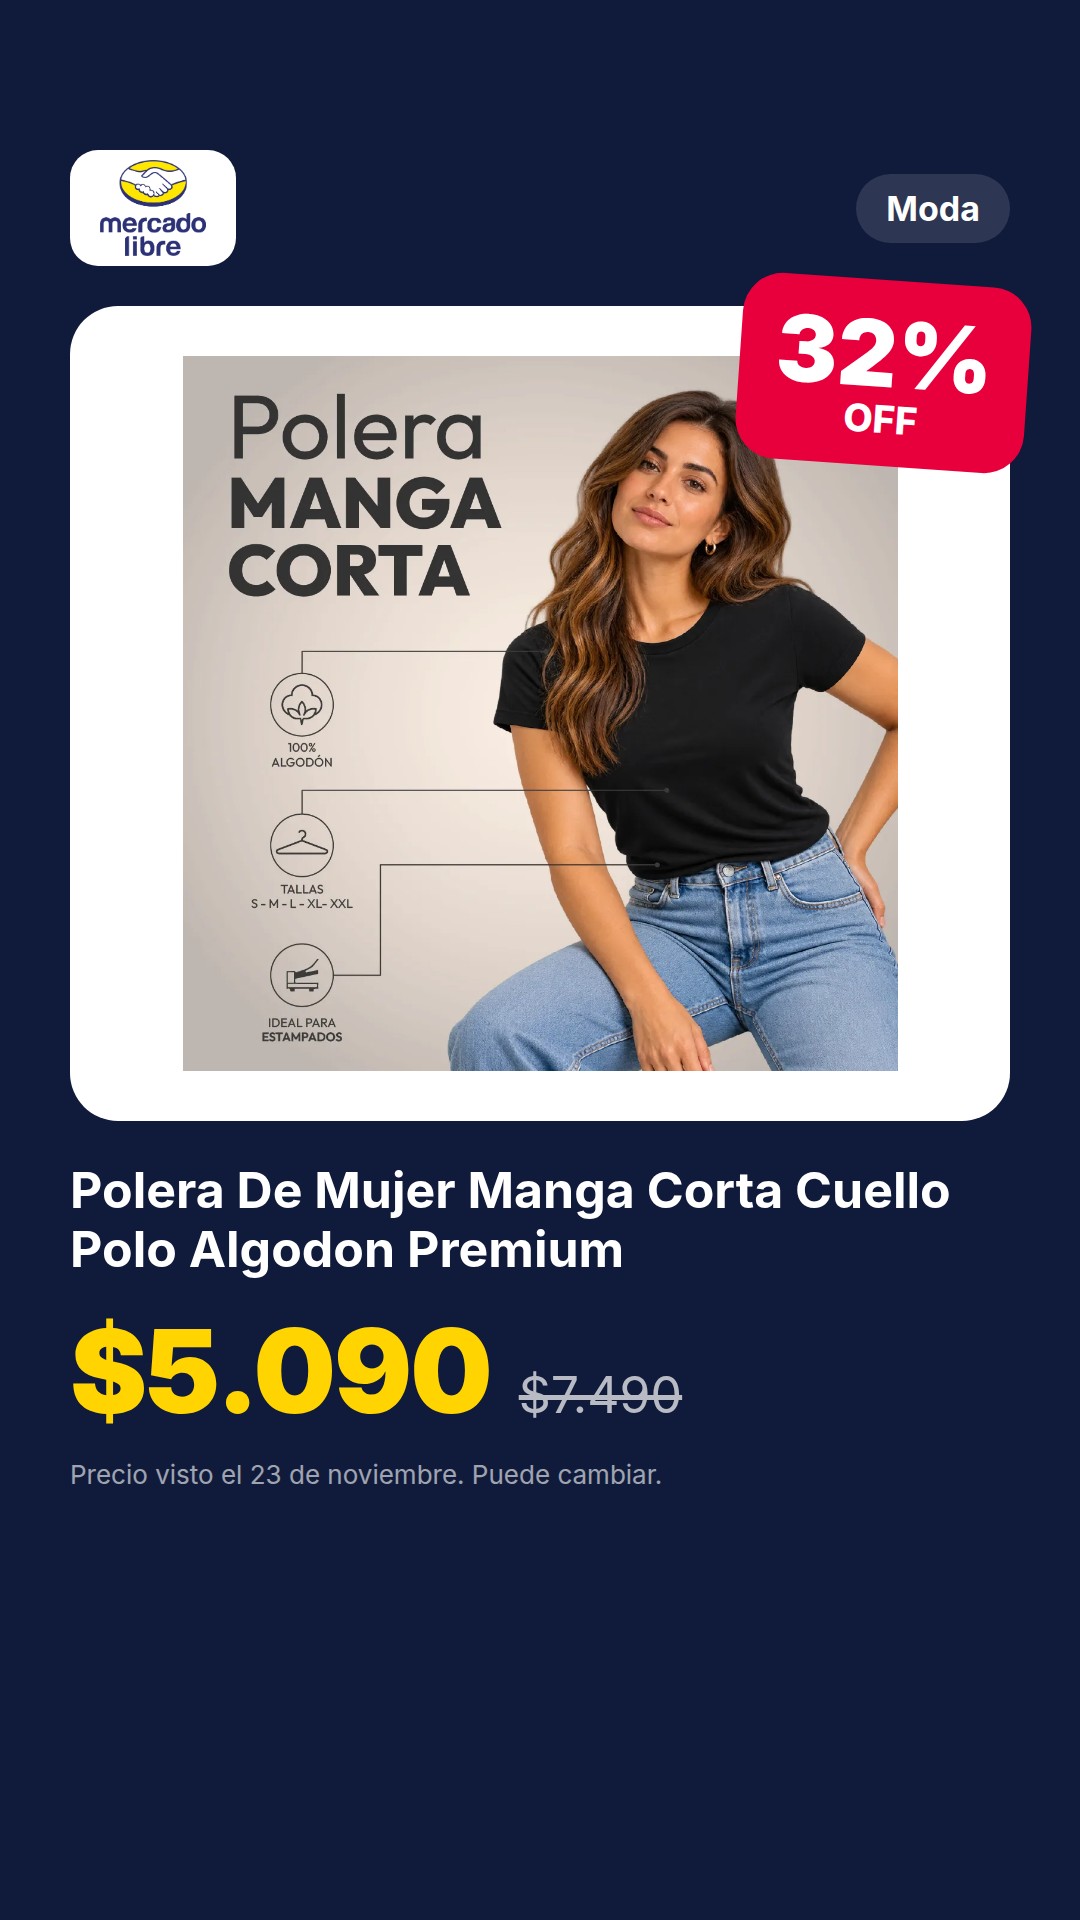 mercado
libre
Moda
32%
OFF
Polera
MANGA
CORTA
100%
ALGODÓN
TALLAS
S - M - L - XL- XXL
IDEAL PARA
ESTAMPADOS
Polera De Mujer Manga Corta Cuello
Polo Algodon Premium
$5.090 $7.490
Precio visto el 23 de noviembre. Puede cambiar.